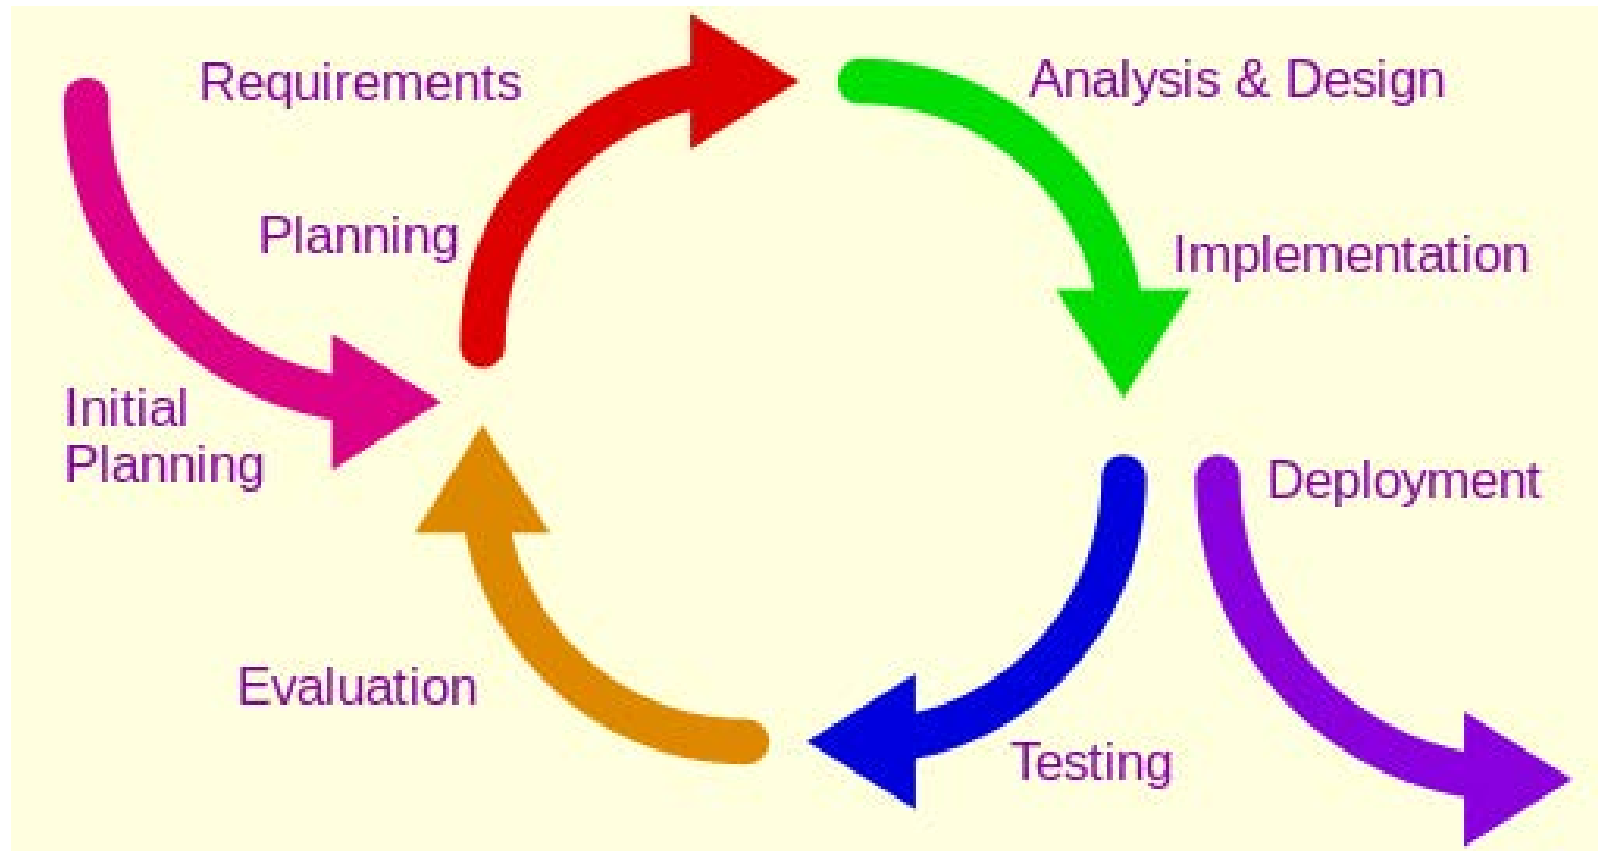 Requirements
Analysis & Design
Planning
Implementation
Initial
Planning
Deployment
Evaluation
Testing